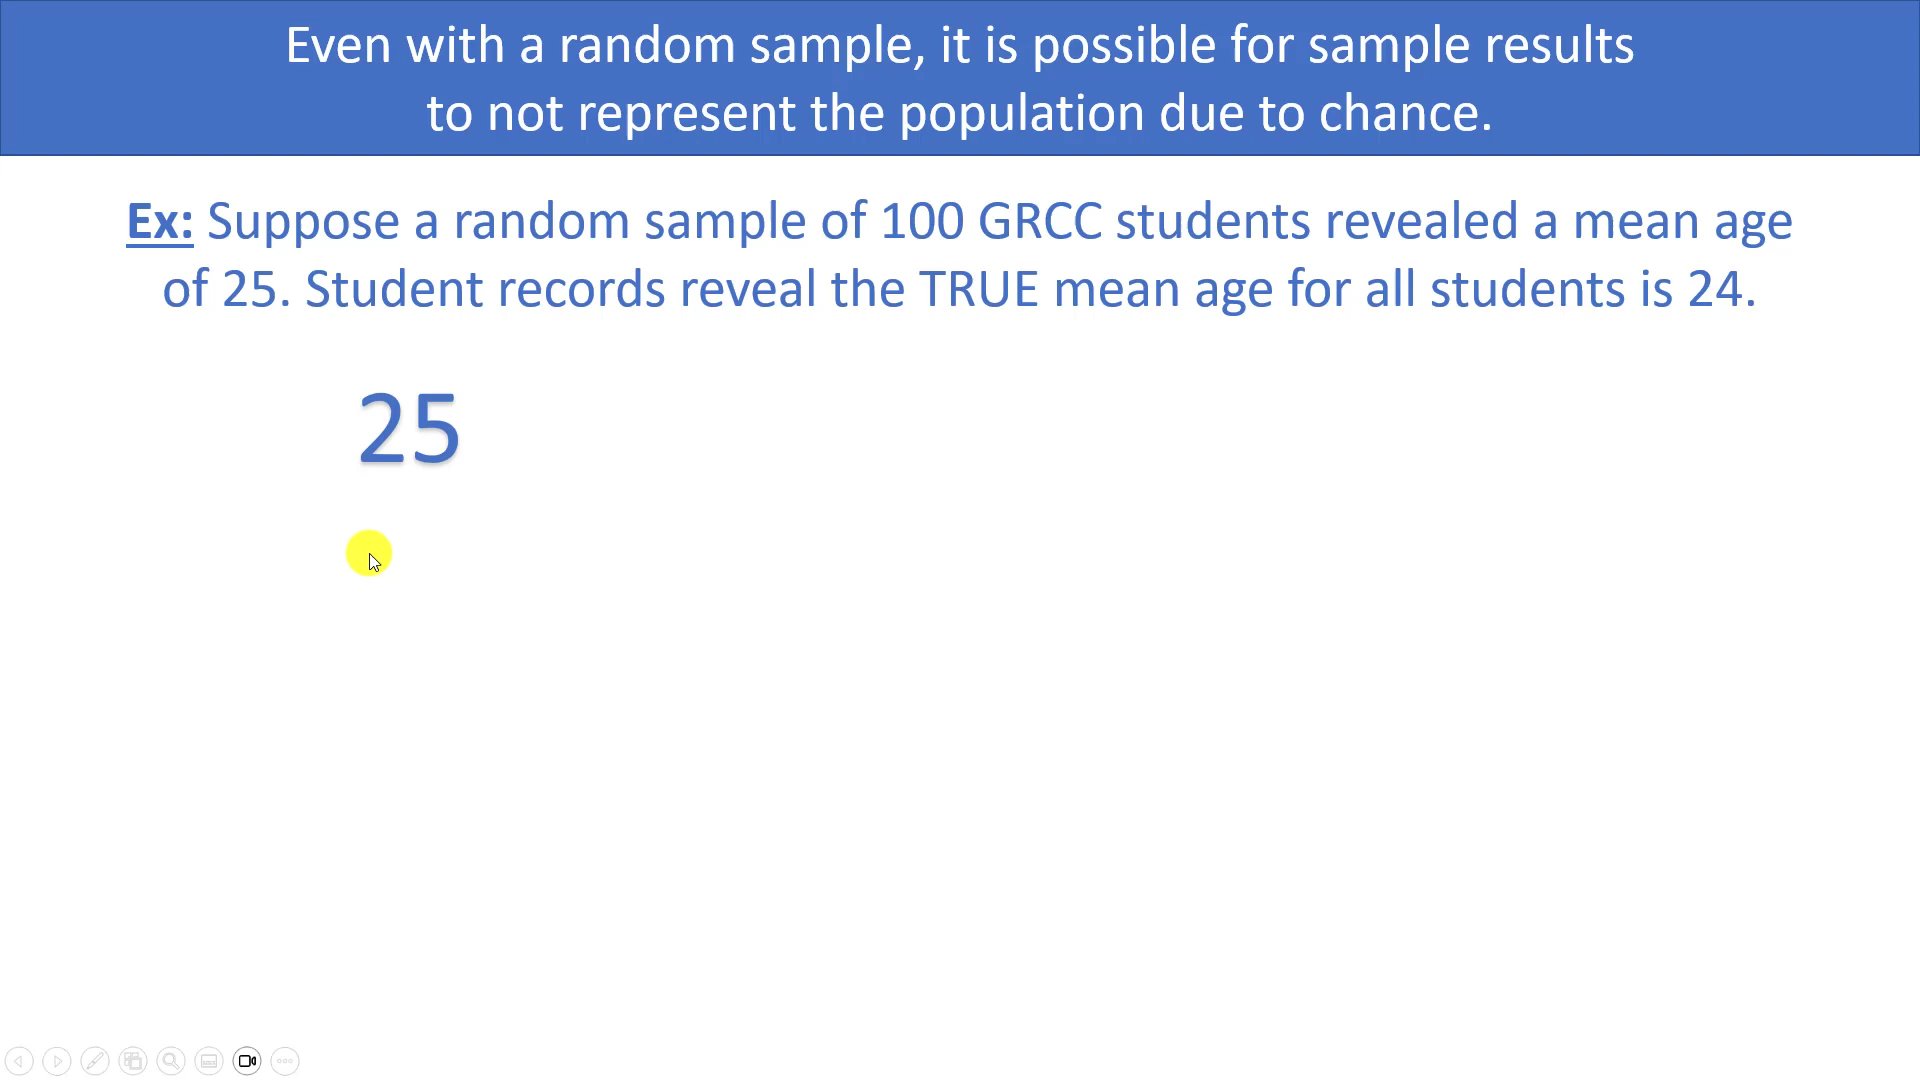 Even with a random sample, it is possible for sample results
to not represent the population due to chance.
Ex: Suppose a random sample of 100 GRCC students revealed a mean age
of 25. Student records reveal the TRUE mean age for all students is 24.
25